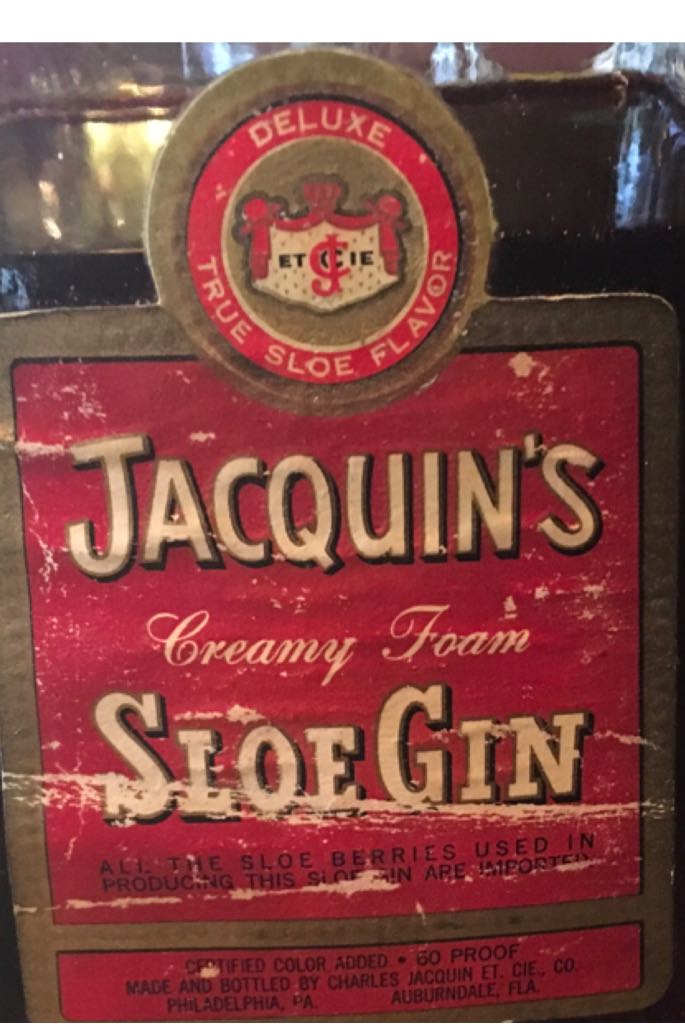 DELUXE
ET JC CIE
TRUE SLOE FLAVOR
JACQUIN'S
Creamy Foam
SLOE GIN
ALL THE SLOE BERRIES USED IN
PRODUCING THIS SLOE GIN ARE IMPORTED
CERTIFIED COLOR ADDED • 60 PROOF
MADE AND BOTTLED BY CHARLES JACQUIN ET. CIE., CO.
PHILADELPHIA, PA. AUBURNDALE, FLA.